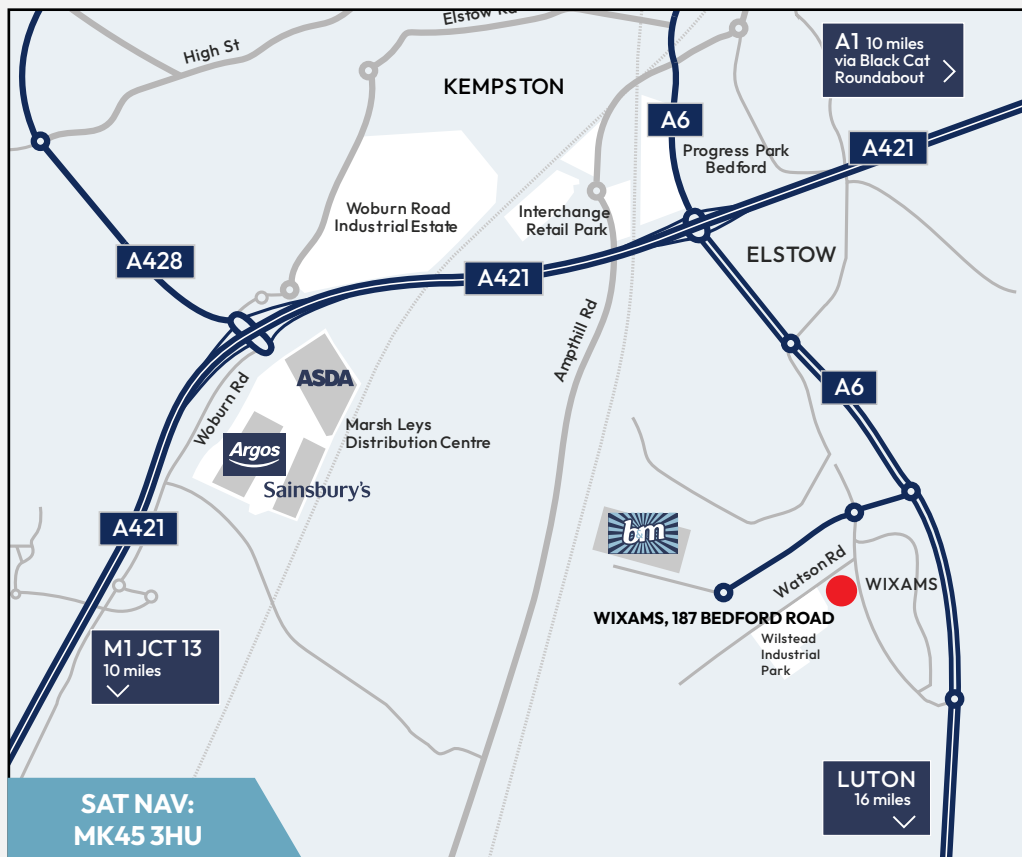 Elstow Rd
High St
A1 10 miles
via Black Cat
Roundabout
KEMPSTON
A6
A421
Progress Park
Bedford
Woburn Road
Industrial Estate
Interchange
Retail Park
A428
ELSTOW
A421
Ampthill Rd
ASDA
A6
Woburn Rd
Marsh Leys
Distribution Centre
Argos
Sainsbury's
A421
bm
Watson Rd
WIXAMS
WIXAMS, 187 BEDFORD ROAD
Wilstead
Industrial
Park
M1 JCT 13
10 miles
LUTON
16 miles
SAT NAV:
MK45 3HU